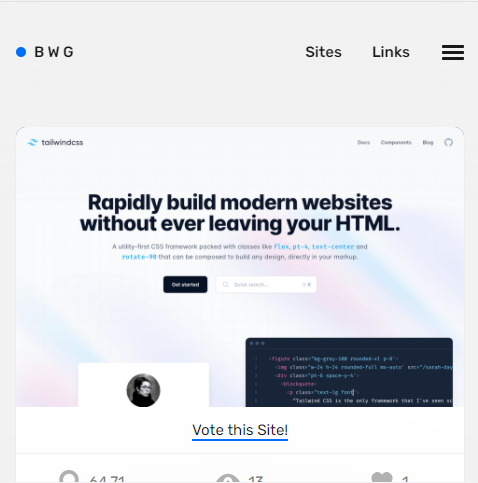 BWG
Sites
Links
tailwindcss
Docs
Components
Blog
Rapidly build modern websites
without ever leaving your HTML.
A utility-first CSS framework packed with classes like flex, pt-4, text-center and
rotate-90 that can be composed to build any design, directly in your markup.
Get started
Quick search...
<figure class="bg-gray-100 rounded-xl p-8">
<img class="w-24 h-24 rounded-full mx-auto" src="/sarah-day
<div class="pt-6 space-y-4">
<blockquote>
<p class="text-lg font
"Tailwind CSS is the only framework that I've seen
Vote this Site!
64.71
13
1